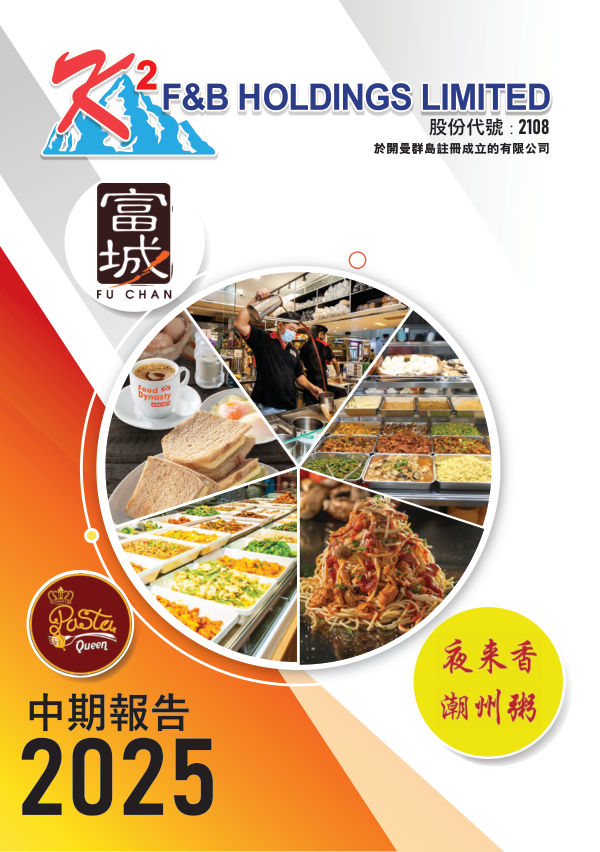 K2 F&B HOLDINGS LIMITED
股份代號：2108
於開曼群島註冊成立的有限公司
富城
FU CHAN
Food
Dynasty
Pasta
Queen
夜来香
潮州粥
中期報告
2025